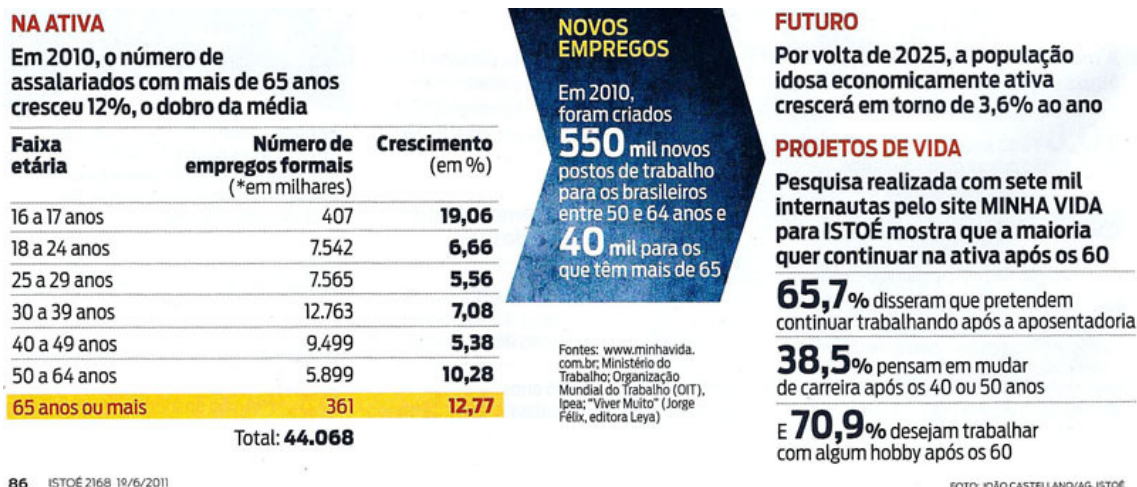 NA ATIVA
Em 2010, o número de
assalariados com mais de 65 anos
cresceu 12%, o dobro da média
Faixa etária Número de empregos formais (*em milhares) Crescimento (em %)
16 a 17 anos 407 19,06
18 a 24 anos 7.542 6,66
25 a 29 anos 7.565 5,56
30 a 39 anos 12.763 7,08
40 a 49 anos 9.499 5,38
50 a 64 anos 5.899 10,28
65 anos ou mais 361 12,77
Total: 44.068
NOVOS
EMPREGOS
Em 2010,
foram criados
550 mil novos
postos de trabalho
para os brasileiros
entre 50 e 64 anos e
40 mil para os
que têm mais de 65
Fontes: www.minhavida.
com.br; Ministério do
Trabalho; Organização
Mundial do Trabalho (OIT),
Ipea; "Viver Muito" (Jorge
Félix, editora Leya)
FUTURO
Por volta de 2025, a população
idosa economicamente ativa
crescerá em torno de 3,6% ao ano
PROJETOS DE VIDA
Pesquisa realizada com sete mil
internautas pelo site MINHA VIDA
para ISTOÉ mostra que a maioria
quer continuar na ativa após os 60
65,7% disseram que pretendem
continuar trabalhando após a aposentadoria
38,5% pensam em mudar
de carreira após os 40 ou 50 anos
E 70,9% desejam trabalhar
com algum hobby após os 60
86 ISTOÉ 2168 19/6/2011
FOTO: JOÃO CASTELLANO/AG. ISTOÉ